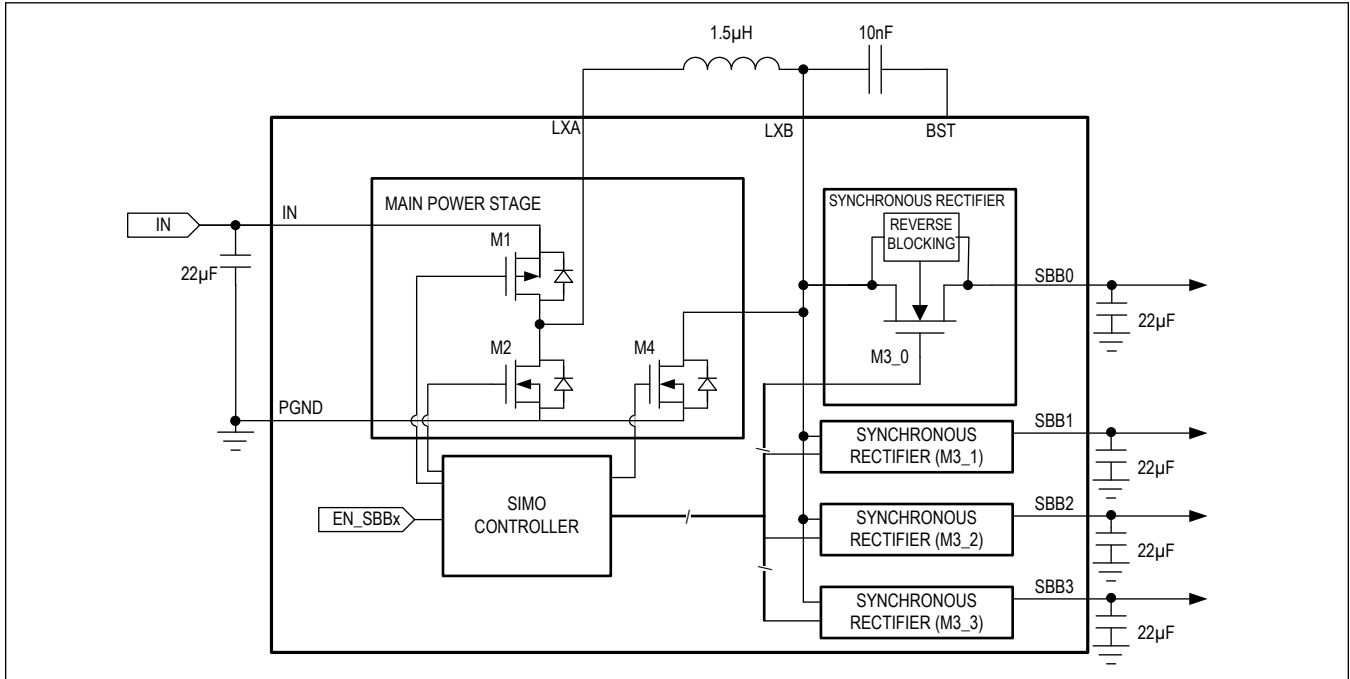 1.5µH
10nF
LXA
LXB
BST
MAIN POWER STAGE
SYNCHRONOUS RECTIFIER
REVERSE
BLOCKING
IN
IN
M1
22µF
SBB0
22µF
M2
M4
M3_0
PGND
SYNCHRONOUS
RECTIFIER (M3_1)
SBB1
22µF
SIMO
CONTROLLER
EN_SBBx
SYNCHRONOUS
RECTIFIER (M3_2)
SBB2
22µF
SYNCHRONOUS
RECTIFIER (M3_3)
SBB3
22µF